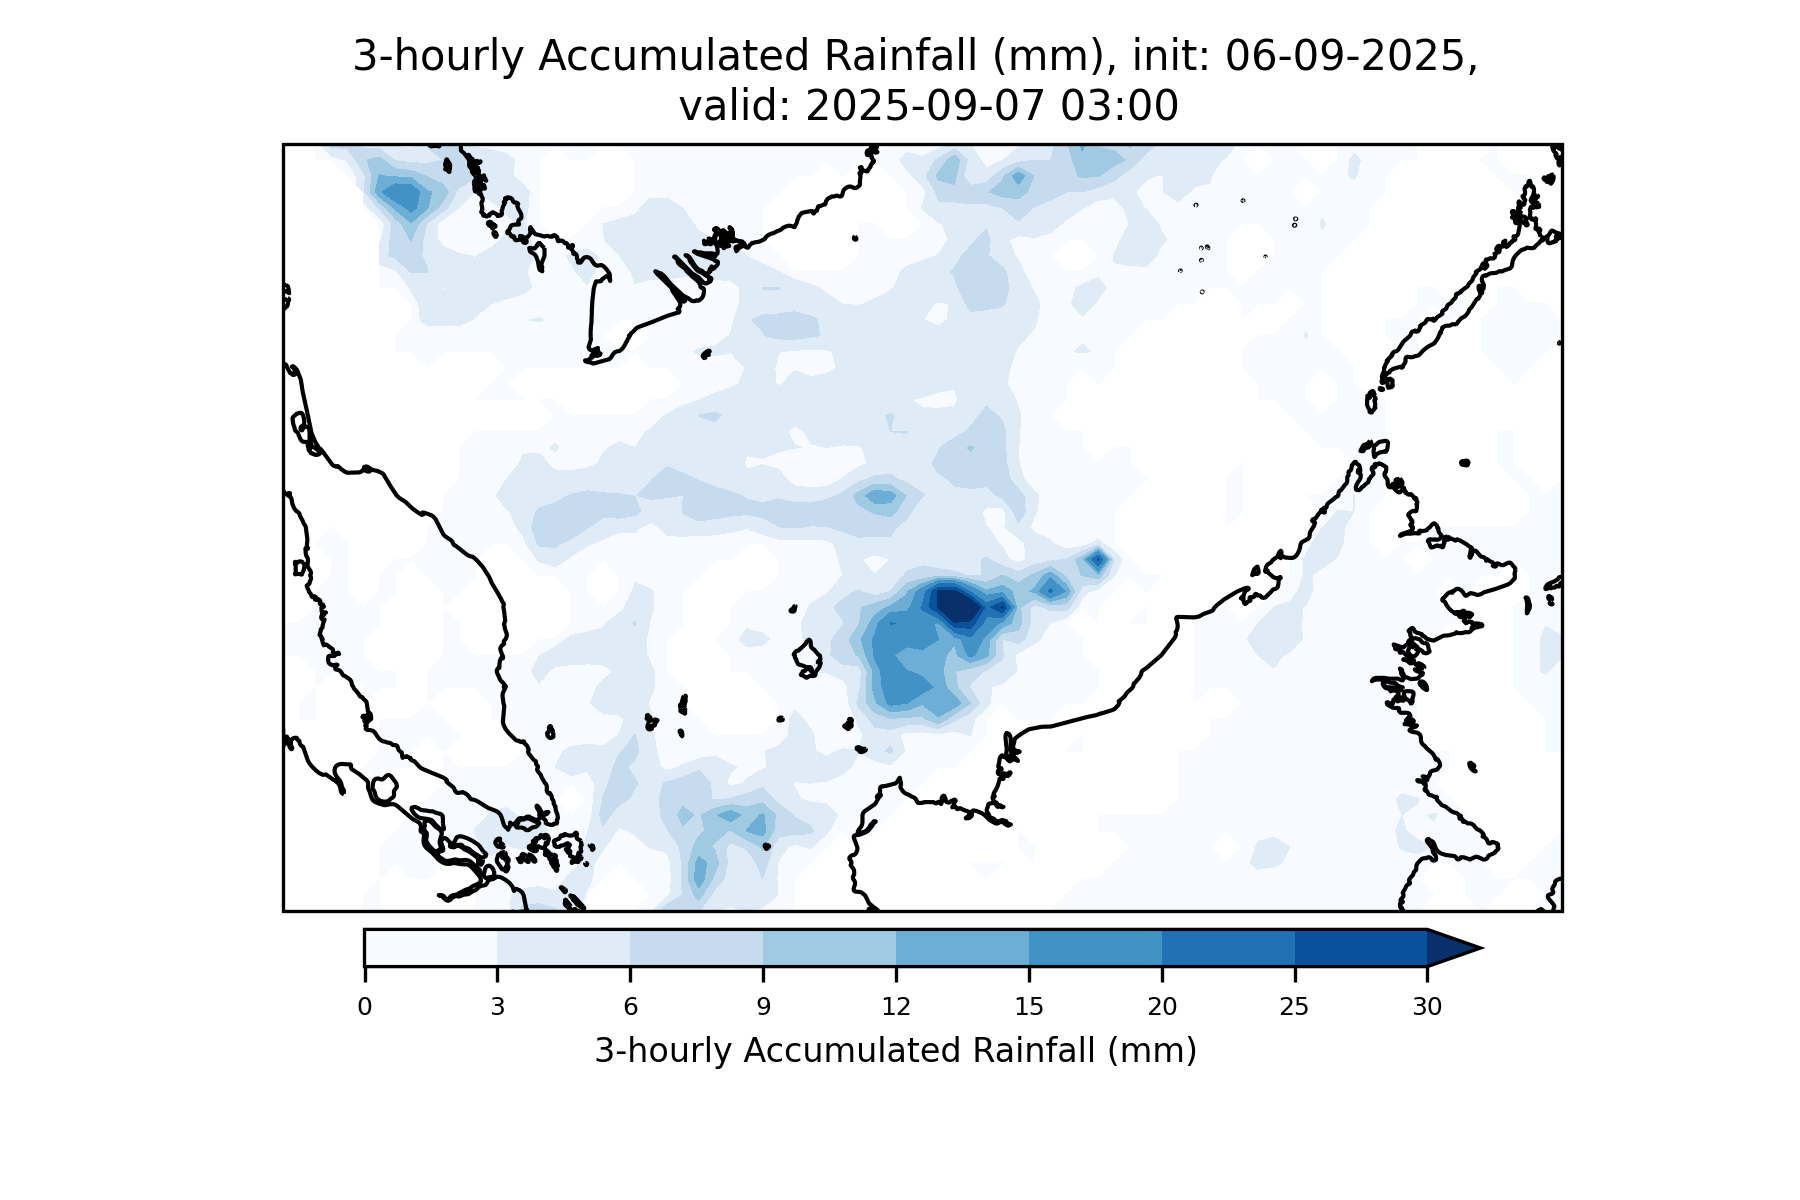 3-hourly Accumulated Rainfall (mm), init: 06-09-2025,
valid: 2025-09-07 03:00
0 3 6 9 12 15 20 25 30
3-hourly Accumulated Rainfall (mm)